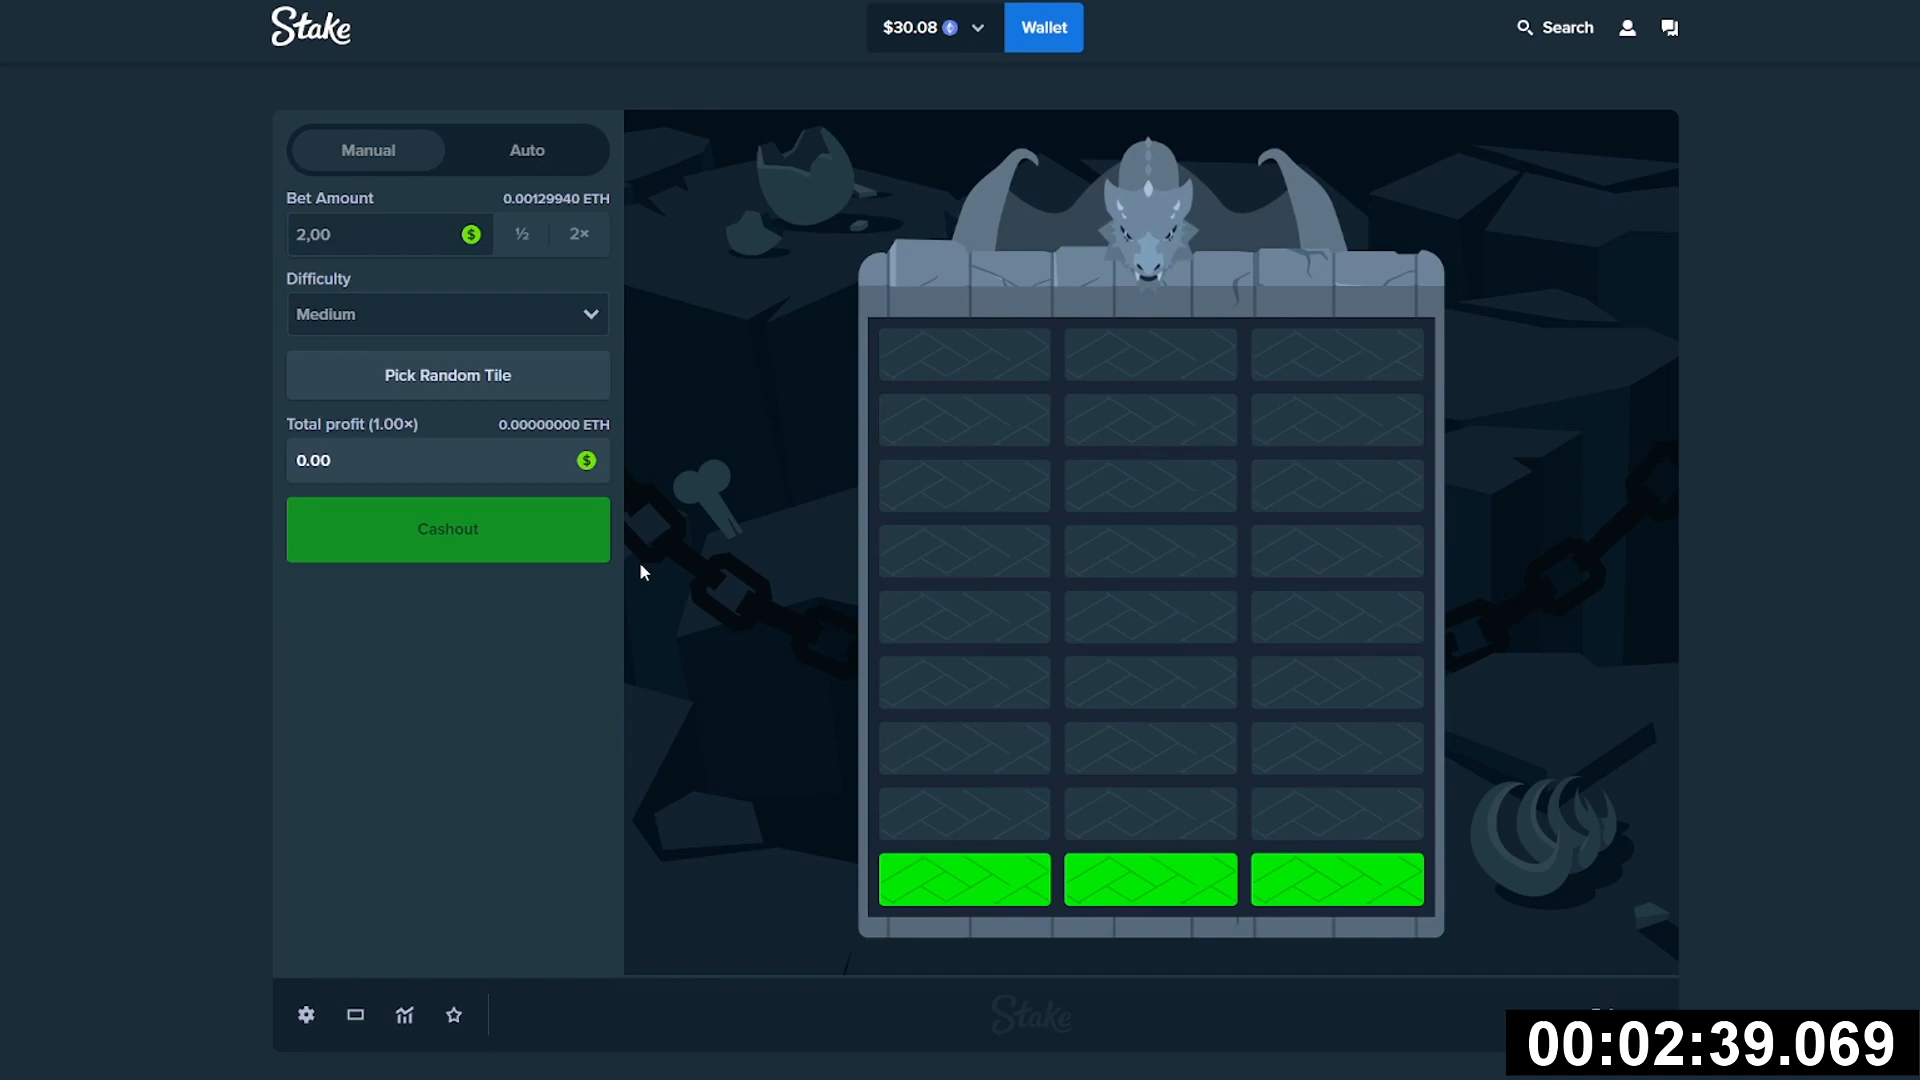 Stake
$30.08
Wallet
Search
Manual
Auto
Bet Amount
0.00129940 ETH
2,00
$
½
2×
Difficulty
Medium
Pick Random Tile
Total profit (1.00×)
0.00000000 ETH
0.00
$
Cashout
Stake
00:02:39.069